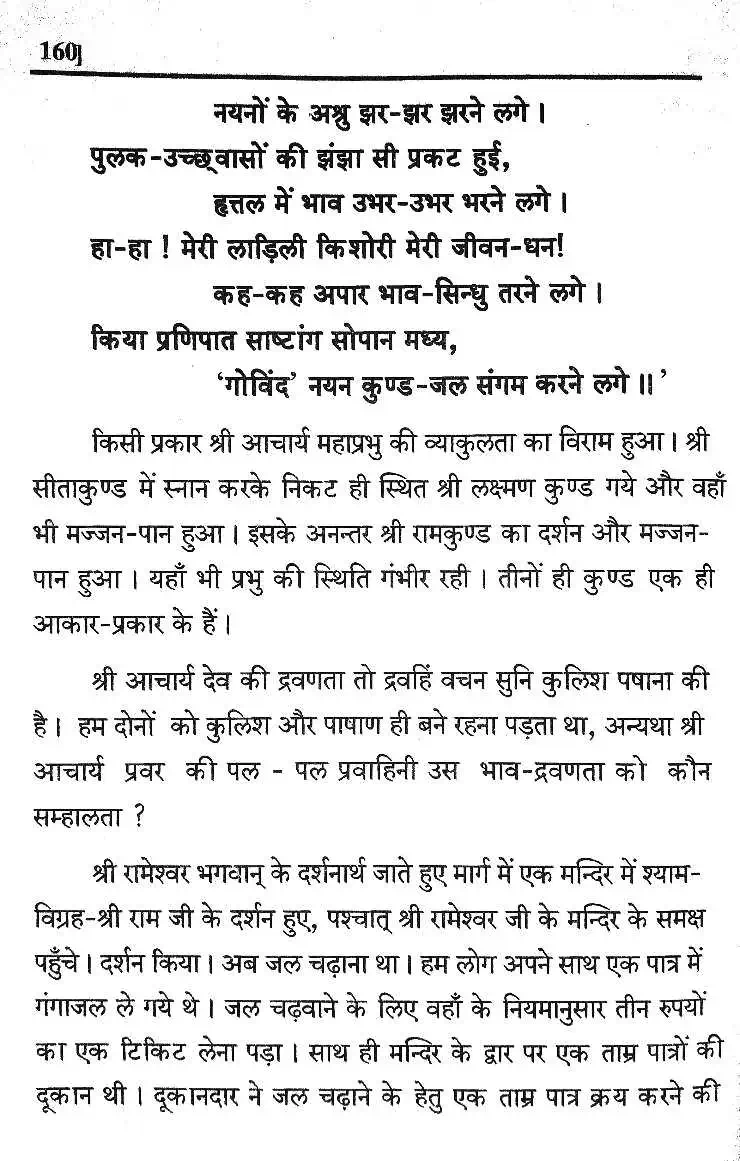 160]
नयनों के अश्रु झर-झर झरने लगे।
पुलक-उच्छ्वासों की झंझा सी प्रकट हुई,
हृत्तल में भाव उभर-उभर भरने लगे।
हा-हा ! मेरी लाड़िली किशोरी मेरी जीवन-धन!
कह-कह अपार भाव-सिन्धु तरने लगे।
किया प्रणिपात साष्टांग सोपान मध्य,
‘गोविंद’ नयन कुण्ड-जल संगम करने लगे॥’
किसी प्रकार श्री आचार्य महाप्रभु की व्याकुलता का विराम हुआ। श्री
सीताकुण्ड में स्नान करके निकट ही स्थित श्री लक्ष्मण कुण्ड गये और वहाँ
भी मज्जन-पान हुआ। इसके अनन्तर श्री रामकुण्ड का दर्शन और मज्जन-
पान हुआ। यहाँ भी प्रभु की स्थिति गंभीर रही। तीनों ही कुण्ड एक ही
आकार-प्रकार के हैं।
श्री आचार्य देव की द्रवणता तो द्रवहिं वचन सुनि कुलिश पषाना की
है। हम दोनों को कुलिश और पाषाण ही बने रहना पड़ता था, अन्यथा श्री
आचार्य प्रवर की पल - पल प्रवाहिनी उस भाव-द्रवणता को कौन
सम्हालता ?
श्री रामेश्वर भगवान् के दर्शनार्थ जाते हुए मार्ग में एक मन्दिर में श्याम-
विग्रह-श्री राम जी के दर्शन हुए, पश्चात् श्री रामेश्वर जी के मन्दिर के समक्ष
पहुँचे। दर्शन किया। अब जल चढ़ाना था। हम लोग अपने साथ एक पात्र में
गंगाजल ले गये थे। जल चढ़वाने के लिए वहाँ के नियमानुसार तीन रुपयों
का एक टिकिट लेना पड़ा। साथ ही मन्दिर के द्वार पर एक ताम्र पात्रों की
दूकान थी। दूकानदार ने जल चढ़ाने के हेतु एक ताम्र पात्र क्रय करने की